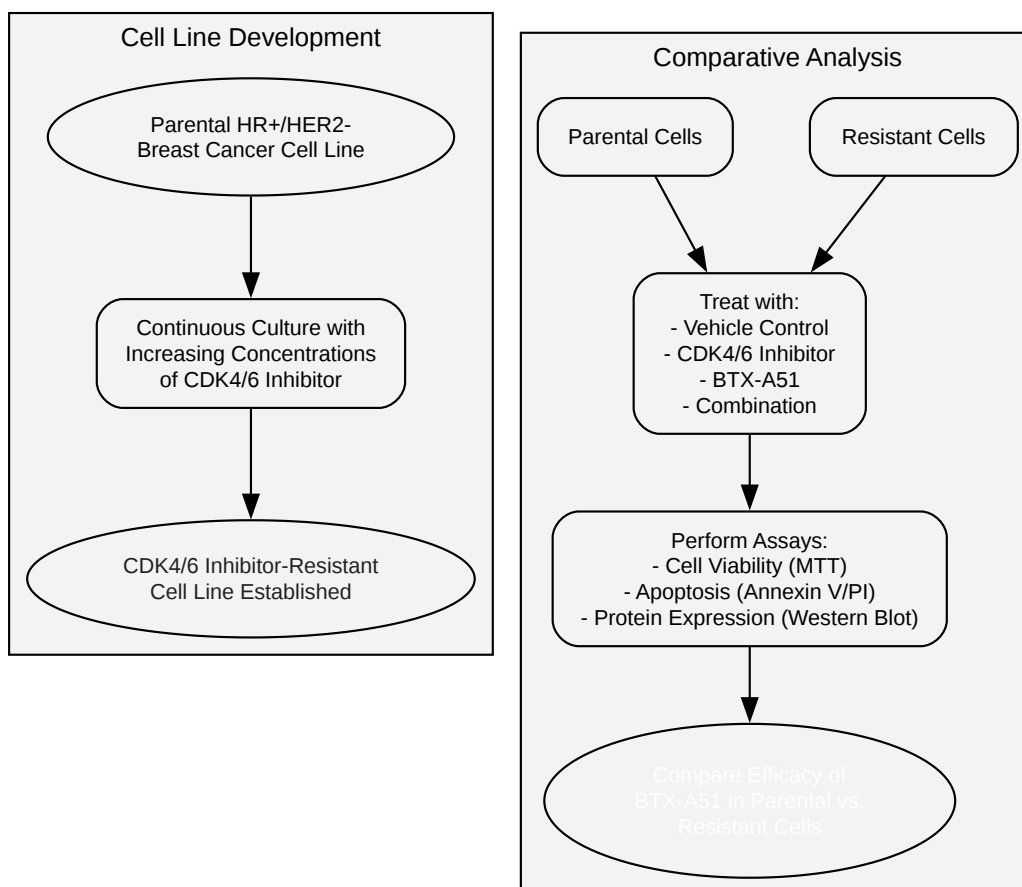 Cell Line Development
Parental HR+/HER2-
Breast Cancer Cell Line
Continuous Culture with
Increasing Concentrations
of CDK4/6 Inhibitor
CDK4/6 Inhibitor-Resistant
Cell Line Established
Comparative Analysis
Parental Cells
Resistant Cells
Treat with:
- Vehicle Control
- CDK4/6 Inhibitor
- BTX-A51
- Combination
Perform Assays:
- Cell Viability (MTT)
- Apoptosis (Annexin V/PI)
- Protein Expression (Western Blot)
Compare Efficacy of
BTX-A51 in Parental vs.
Resistant Cells